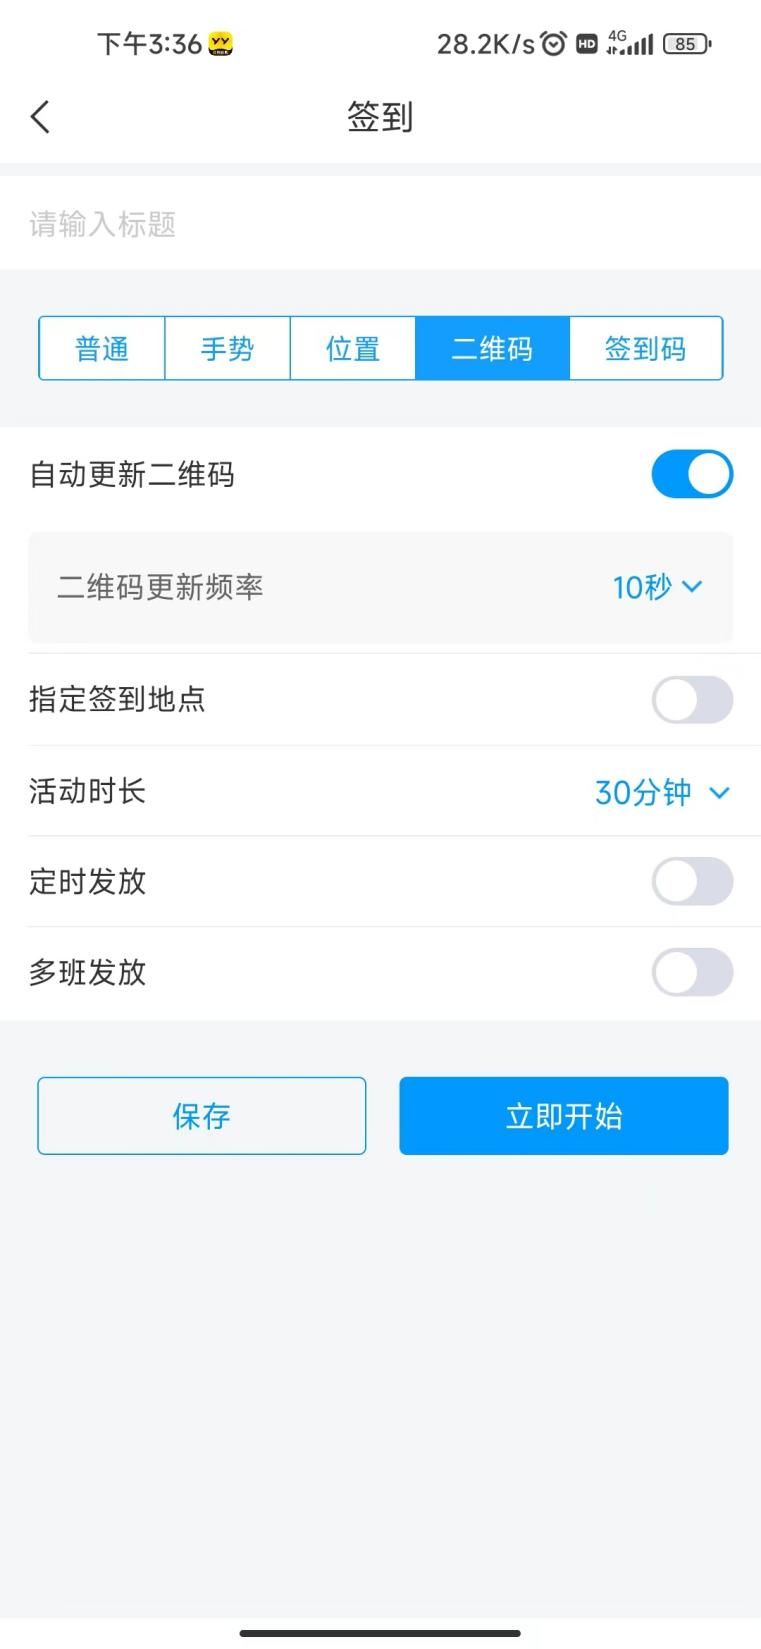 下午3:36
28.2K/s HD 4G 85
签到
请输入标题
普通 手势 位置 二维码 签到码
自动更新二维码
二维码更新频率 10秒
指定签到地点
活动时长 30分钟
定时发放
多班发放
保存 立即开始